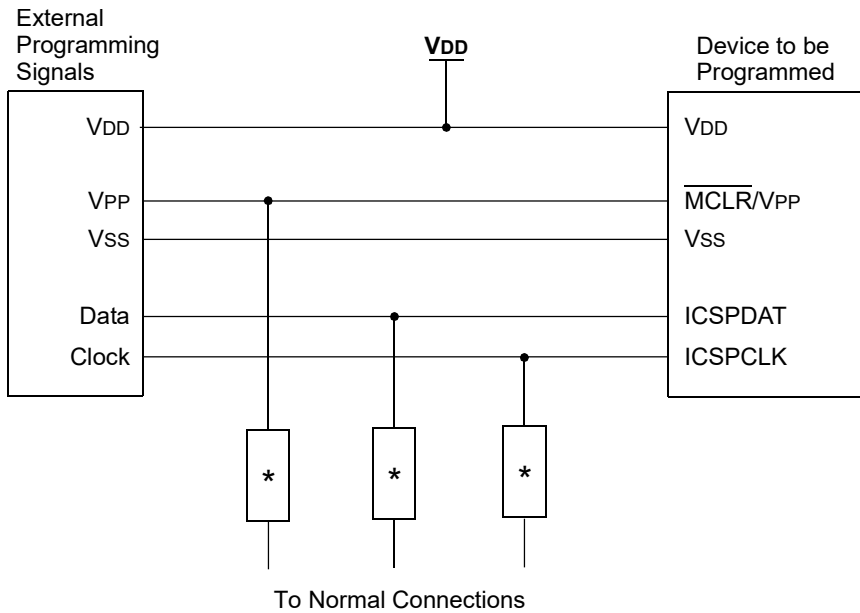 External
Programming
Signals
VDD
Device to be
Programmed
VDD
VPP
VSS
Data
Clock
VDD
MCLR/VPP
VSS
ICSPDAT
ICSPCLK
*
*
*
To Normal Connections